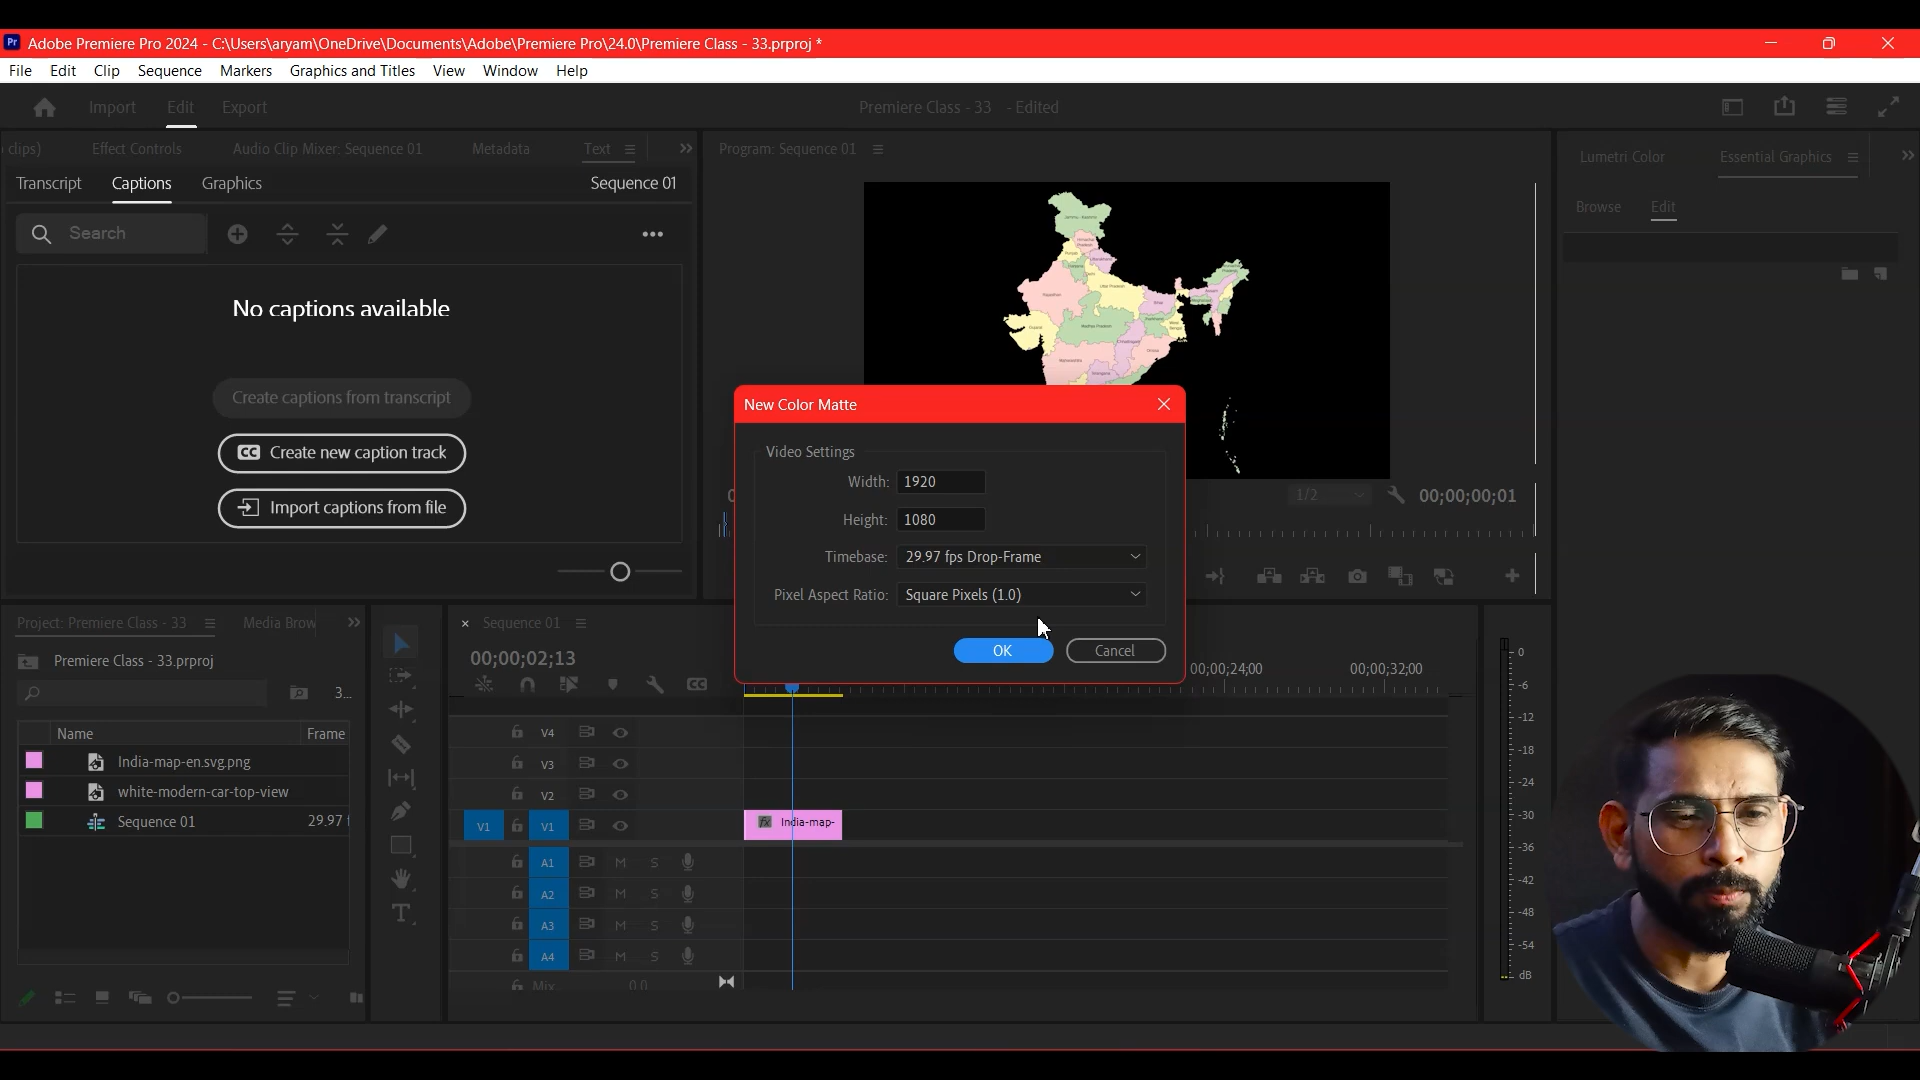 Pr Adobe Premiere Pro 2024 - C:\Users\aryam\OneDrive\Documents\Adobe\Premiere Pro\24.0\Premiere Class - 33.prproj *
File Edit Clip Sequence Markers Graphics and Titles View Window Help
Import Edit Export
Premiere Class - 33 - Edited
clips) Effect Controls Audio Clip Mixer: Sequence 01 Metadata Text
Program: Sequence 01
Lumetri Color Essential Graphics
Transcript Captions Graphics Sequence 01
Browse Edit
Search
No captions available
Create captions from transcript
CC Create new caption track
Import captions from file
New Color Matte
Video Settings
Width: 1920
Height: 1080
Timebase: 29.97 fps Drop-Frame
Pixel Aspect Ratio: Square Pixels (1.0)
OK Cancel
1/2 00;00;00;01
Project: Premiere Class - 33 Media Brow
Premiere Class - 33.prproj
3...
Name Frame
India-map-en.svg.png
white-modern-car-top-view
Sequence 01 29.97
Sequence 01
00;00;02;13
CC
00;00;24;00 00;00;32;00
V4
V3
V2
V1 V1 fx India-map-
A1 M S
A2 M S
A3 M S
A4 M S
Mix 0.0
0
-6
-12
-18
-24
-30
-36
-42
-48
-54
dB